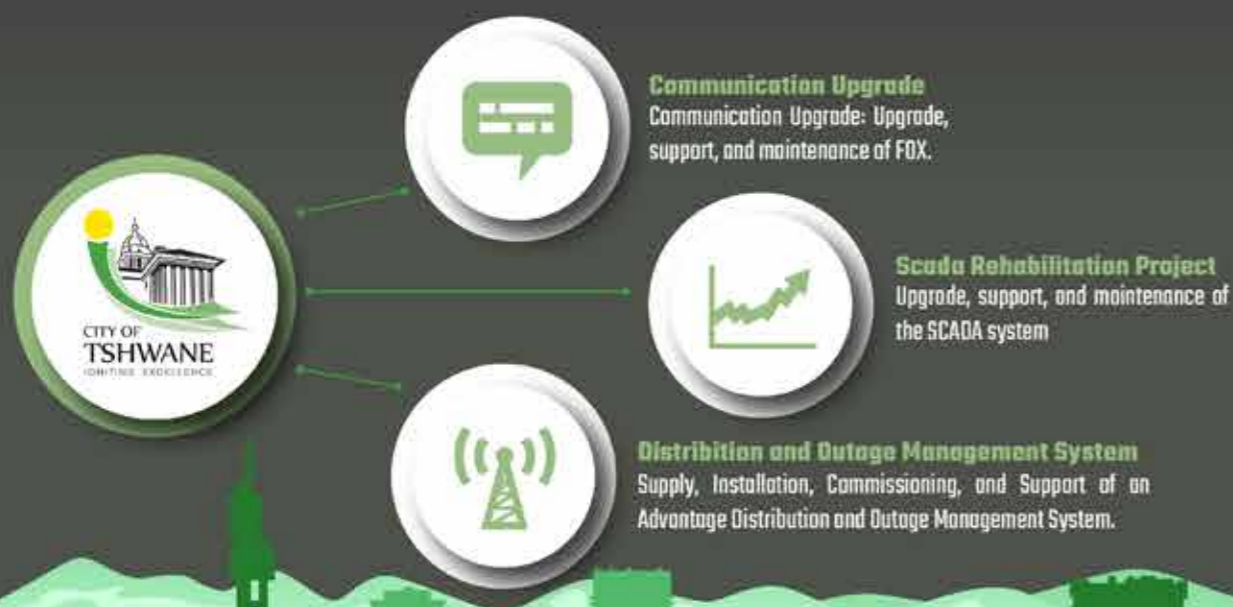 Communication Upgrade
Communication Upgrade: Upgrade,
support, and maintenance of FOX.
CITY OF
TSHWANE
IGNITING EXCELLENCE
Scada Rehabilitation Project
Upgrade, support, and maintenance of
the SCADA system
Distribition and Outage Management System
Supply, Installation, Commissioning, and Support of an
Advantage Distribution and Outage Management System.